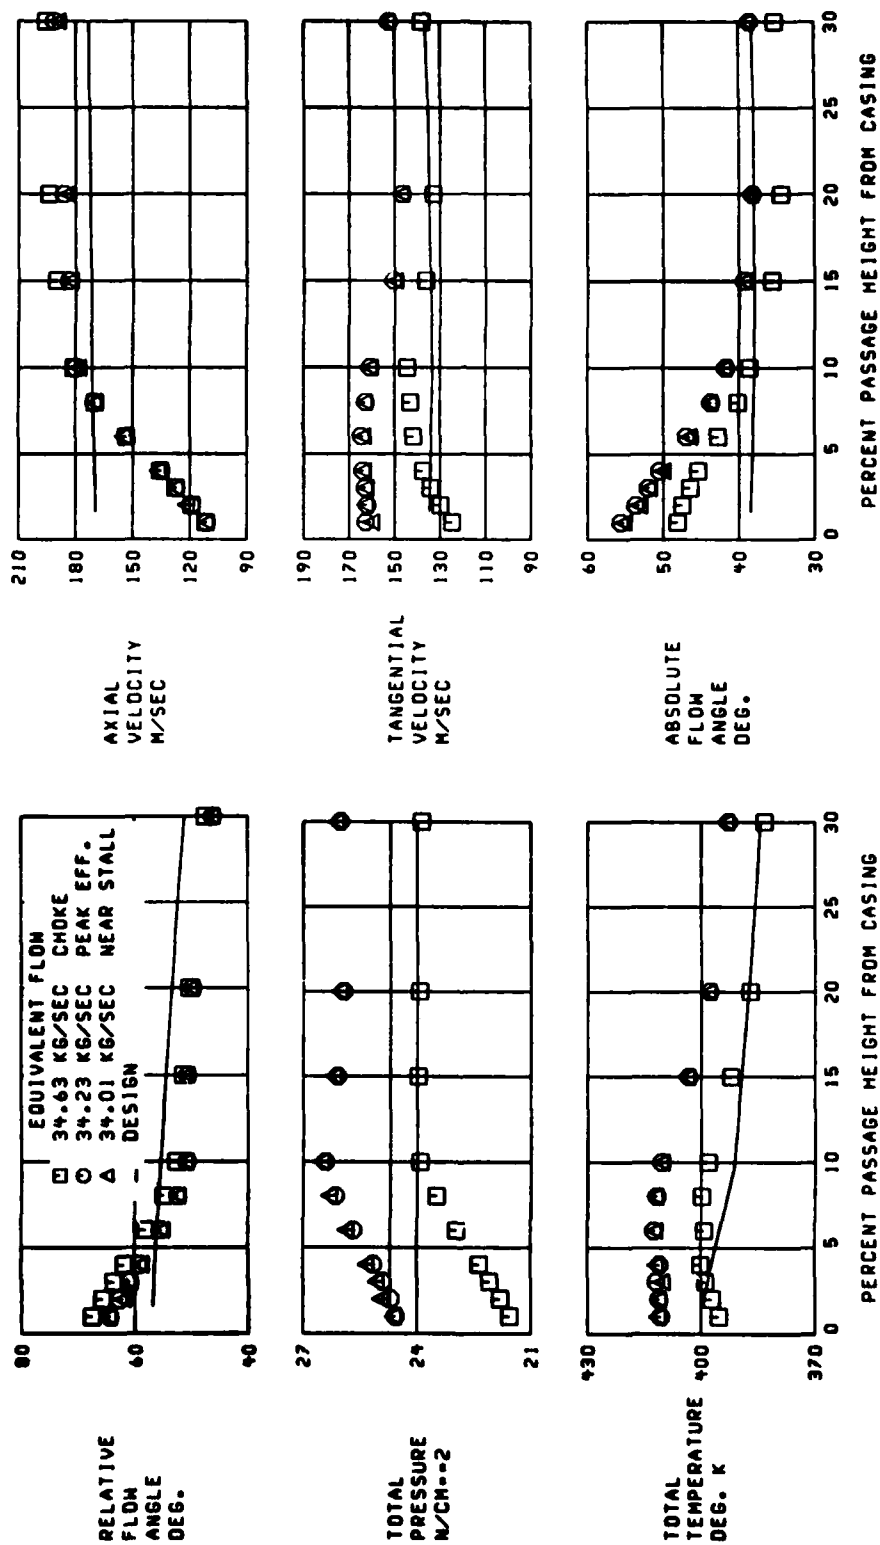 RELATIVE
FLOW
ANGLE
DEG.
80
60
40
EQUIVALENT FLOW
34.63 KG/SEC CHOKE
34.23 KG/SEC PEAK EFF.
34.01 KG/SEC NEAR STALL
DESIGN
TOTAL
PRESSURE
N/CM**2
27
24
21
TOTAL
TEMPERATURE
DEG. K
430
400
370
0 5 10 15 20 25 30
PERCENT PASSAGE HEIGHT FROM CASING
AXIAL
VELOCITY
M/SEC
210
180
150
120
90
TANGENTIAL
VELOCITY
M/SEC
190
170
150
130
110
90
ABSOLUTE
FLOW
ANGLE
DEG.
60
50
40
30
0 5 10 15 20 25 30
PERCENT PASSAGE HEIGHT FROM CASING